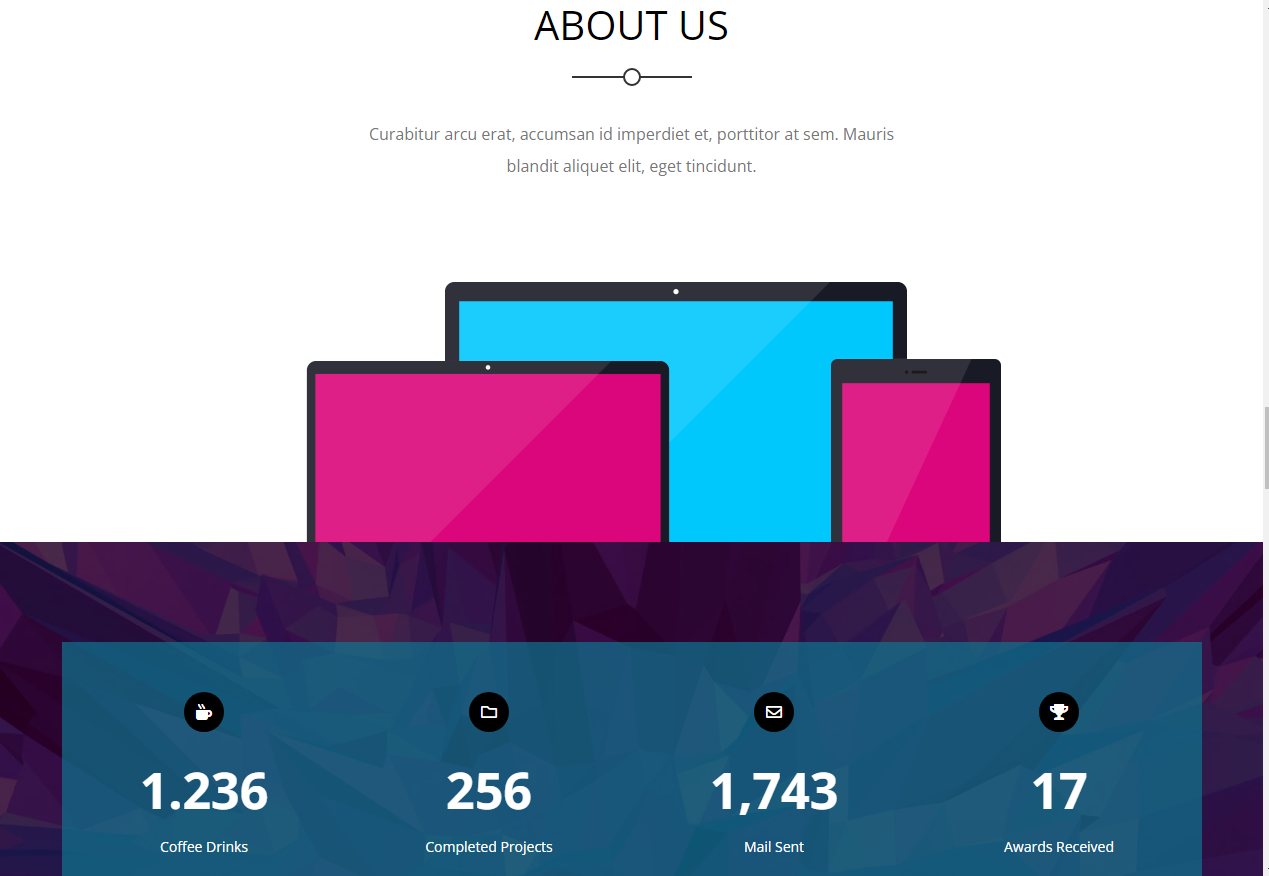 ABOUT US
Curabitur arcu erat, accumsan id imperdiet et, porttitor at sem. Mauris
blandit aliquet elit, eget tincidunt.
1.236
256
1,743
17
Coffee Drinks
Completed Projects
Mail Sent
Awards Received